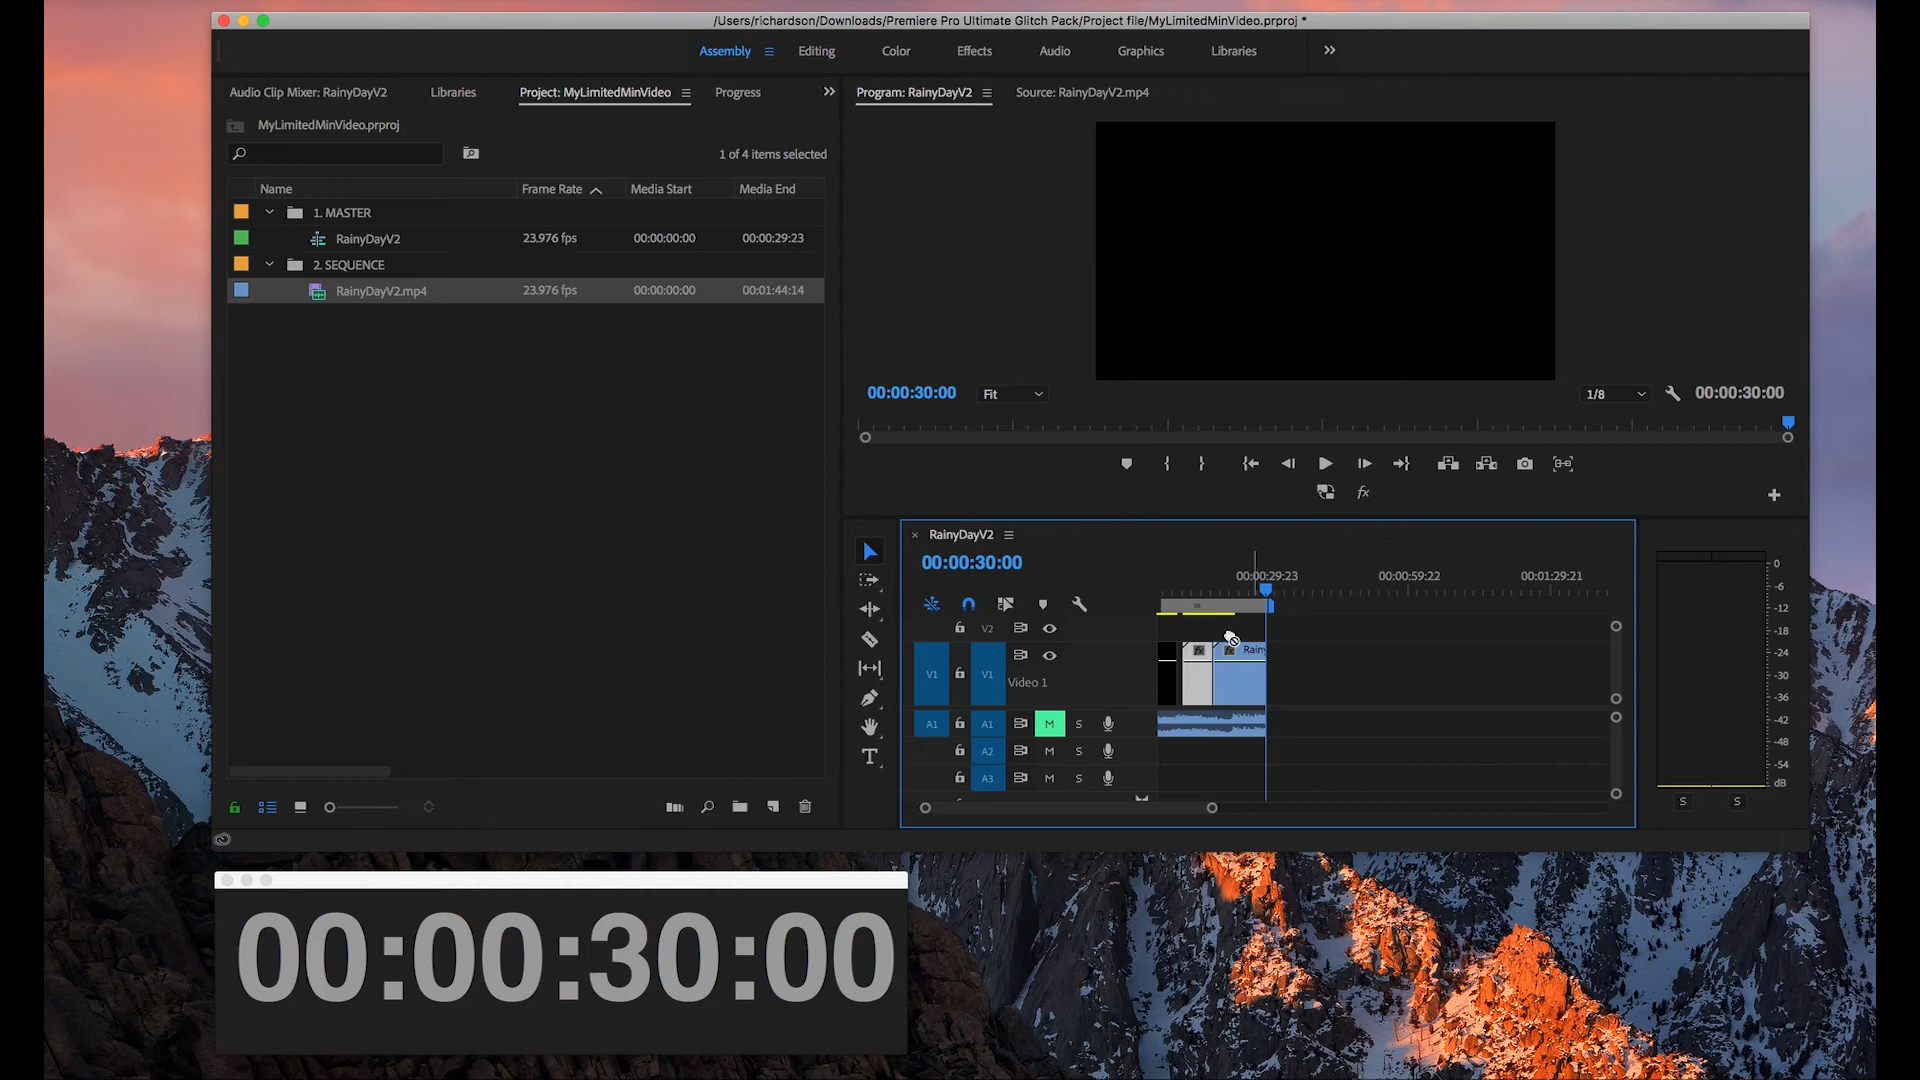 /Users/richardson/Downloads/Premiere Pro Ultimate Glitch Pack/Project file/MyLimitedMinVideo.prproj *
Assembly Editing Color Effects Audio Graphics Libraries
Audio Clip Mixer: RainyDayV2 Libraries Project: MyLimitedMinVideo Progress
MyLimitedMinVideo.prproj
1 of 4 items selected
Name Frame Rate Media Start Media End
1. MASTER
RainyDayV2 23.976 fps 00:00:00:00 00:00:29:23
2. SEQUENCE
RainyDayV2.mp4 23.976 fps 00:00:00:00 00:01:44:14
Program: RainyDayV2 Source: RainyDayV2.mp4
00:00:30:00 Fit 1/8 00:00:30:00
fx
RainyDayV2
00:00:30:00
00:00:29:23 00:00:59:22 00:01:29:21
V2
V1 V1 Video 1
fx fx Rainy
A1 A1 M S
A2 M S
A3 M S
T
0
-6
-12
-18
-24
-30
-36
-42
-48
-54
dB
S S
00:00:30:00